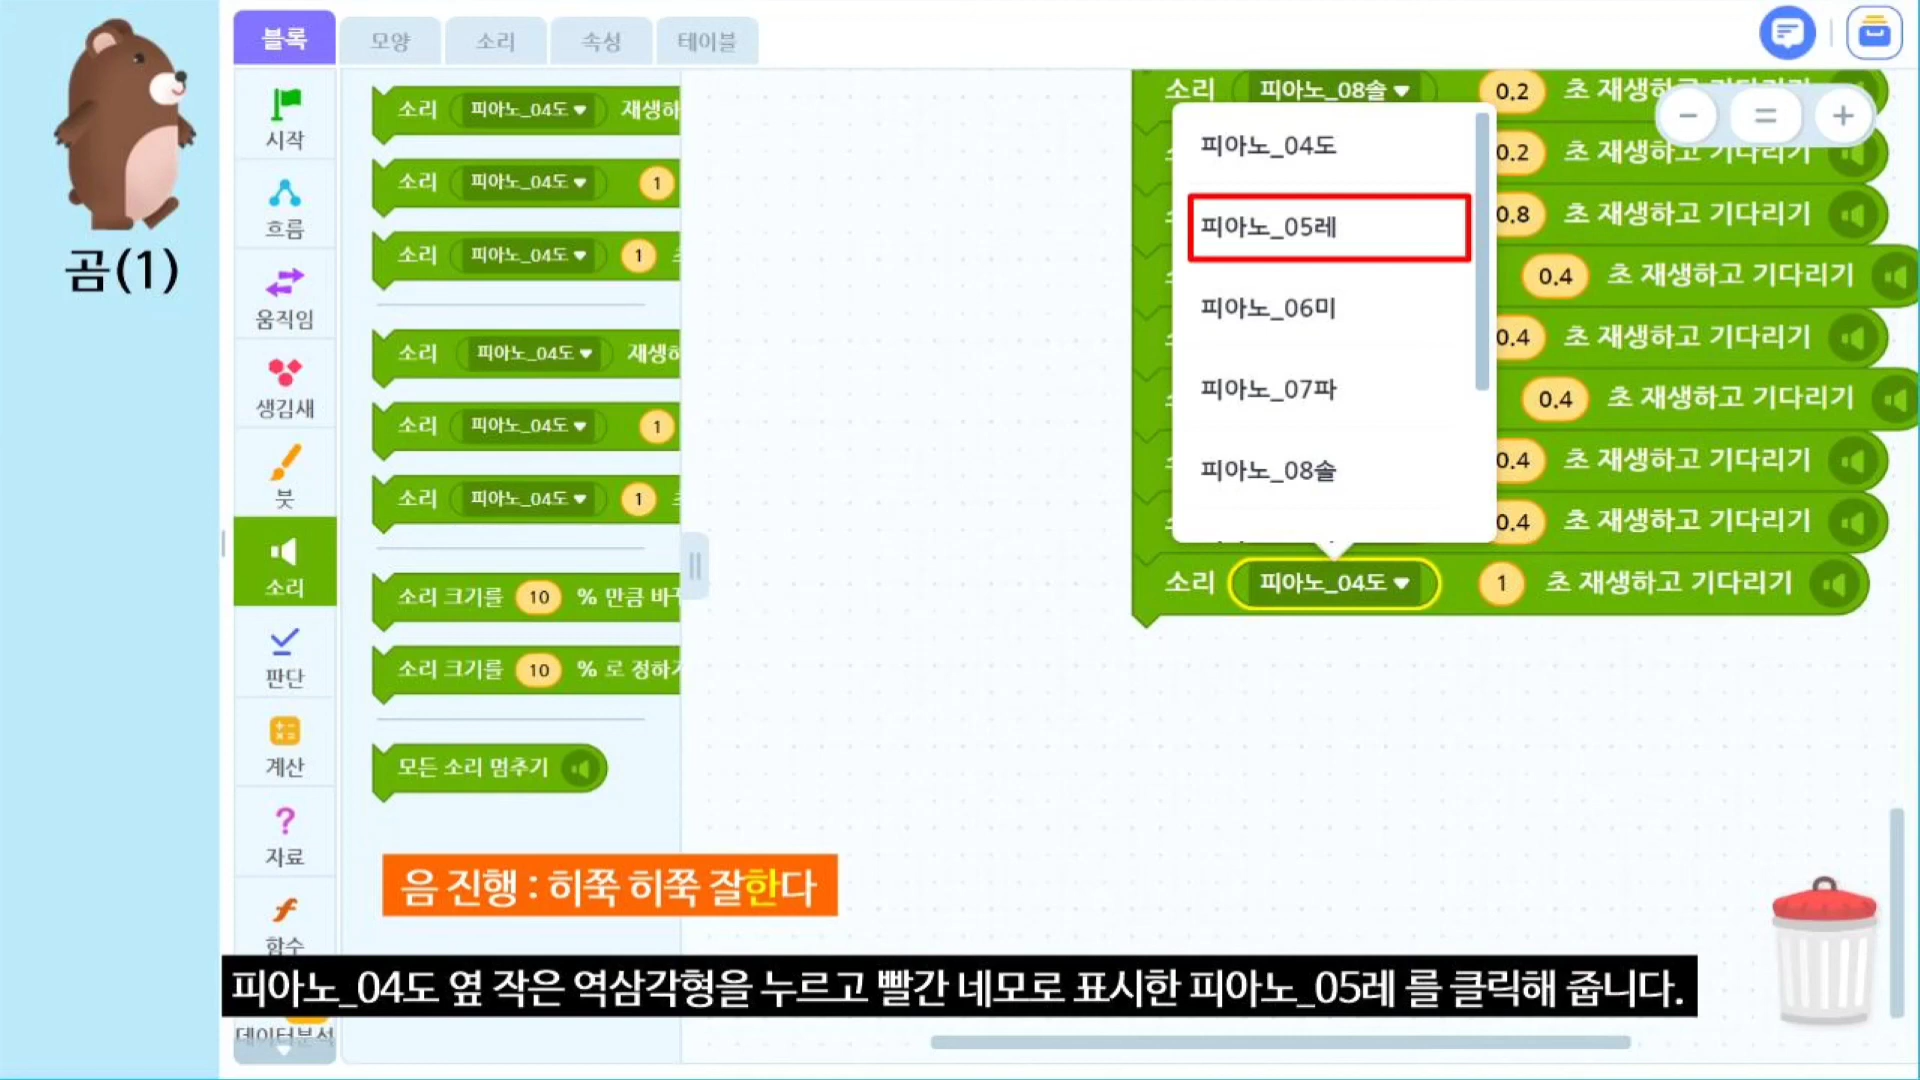 곰(1)
블록
모양
소리
속성
테이블
시작
흐름
움직임
생김새
붓
소리
판단
계산
자료
함수
데이터분석
소리 피아노_04도 ▼ 재생하
소리 피아노_04도 ▼ 1
소리 피아노_04도 ▼ 1
소리 피아노_04도 ▼ 재생하
소리 피아노_04도 ▼ 1
소리 피아노_04도 ▼ 1
소리 크기를 10 % 만큼 바꾸
소리 크기를 10 % 로 정하기
모든 소리 멈추기
소리 피아노_08솔 ▼ 0.2 초 재생하고 기다리기
0.2 초 재생하고 기다리기
0.8 초 재생하고 기다리기
0.4 초 재생하고 기다리기
0.4 초 재생하고 기다리기
0.4 초 재생하고 기다리기
0.4 초 재생하고 기다리기
0.4 초 재생하고 기다리기
소리 피아노_04도 ▼ 1 초 재생하고 기다리기
피아노_04도
피아노_05레
피아노_06미
피아노_07파
피아노_08솔
음 진행 : 히쭉 히쭉 잘한다
피아노_04도 옆 작은 역삼각형을 누르고 빨간 네모로 표시한 피아노_05레 를 클릭해 줍니다.